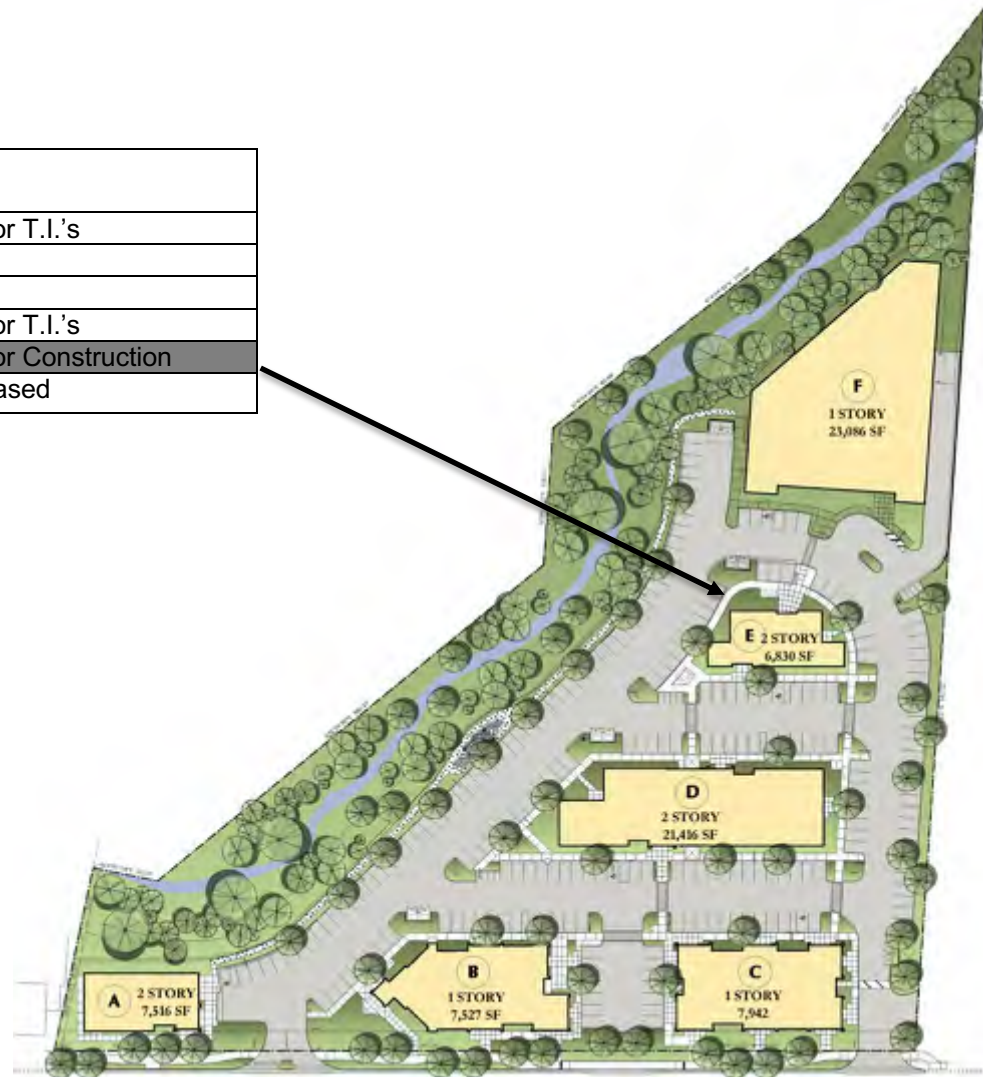 or T.I.’s
or T.I.’s
or Construction
ased
F
1 STORY
23,086 SF
E 2 STORY
6,830 SF
D
2 STORY
21,416 SF
A 2 STORY
7,516 SF
B
1 STORY
7,527 SF
C
1 STORY
7,942